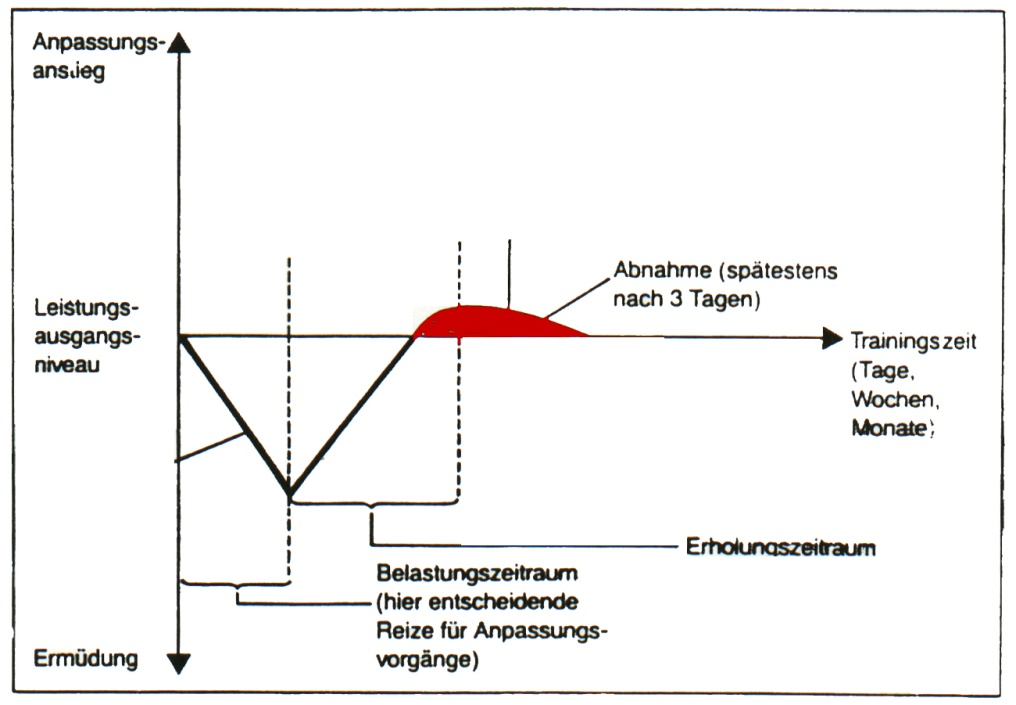 Anpassungs-
anstieg
Abnahme (spätestens
nach 3 Tagen)
Leistungs-
ausgangs-
niveau
Trainingszeit
(Tage,
Wochen,
Monate)
Erholungszeitraum
Belastungszeitraum
(hier entscheidende
Reize für Anpassungs-
vorgänge)
Ermüdung